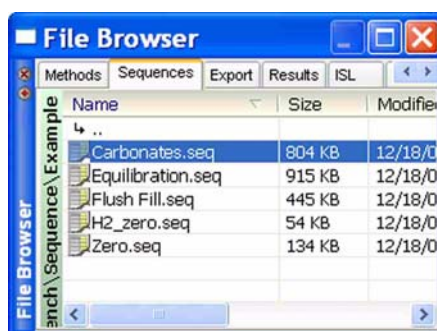 File Browser
Methods Sequences Export Results ISL
Name Size Modified
..
Carbonates.seq 804 KB 12/18/0
Equilibration.seq 915 KB 12/18/0
Flush Fill.seq 445 KB 12/18/0
H2_zero.seq 54 KB 12/18/0
Zero.seq 134 KB 12/18/0
ench\Sequence\Example
File Browser